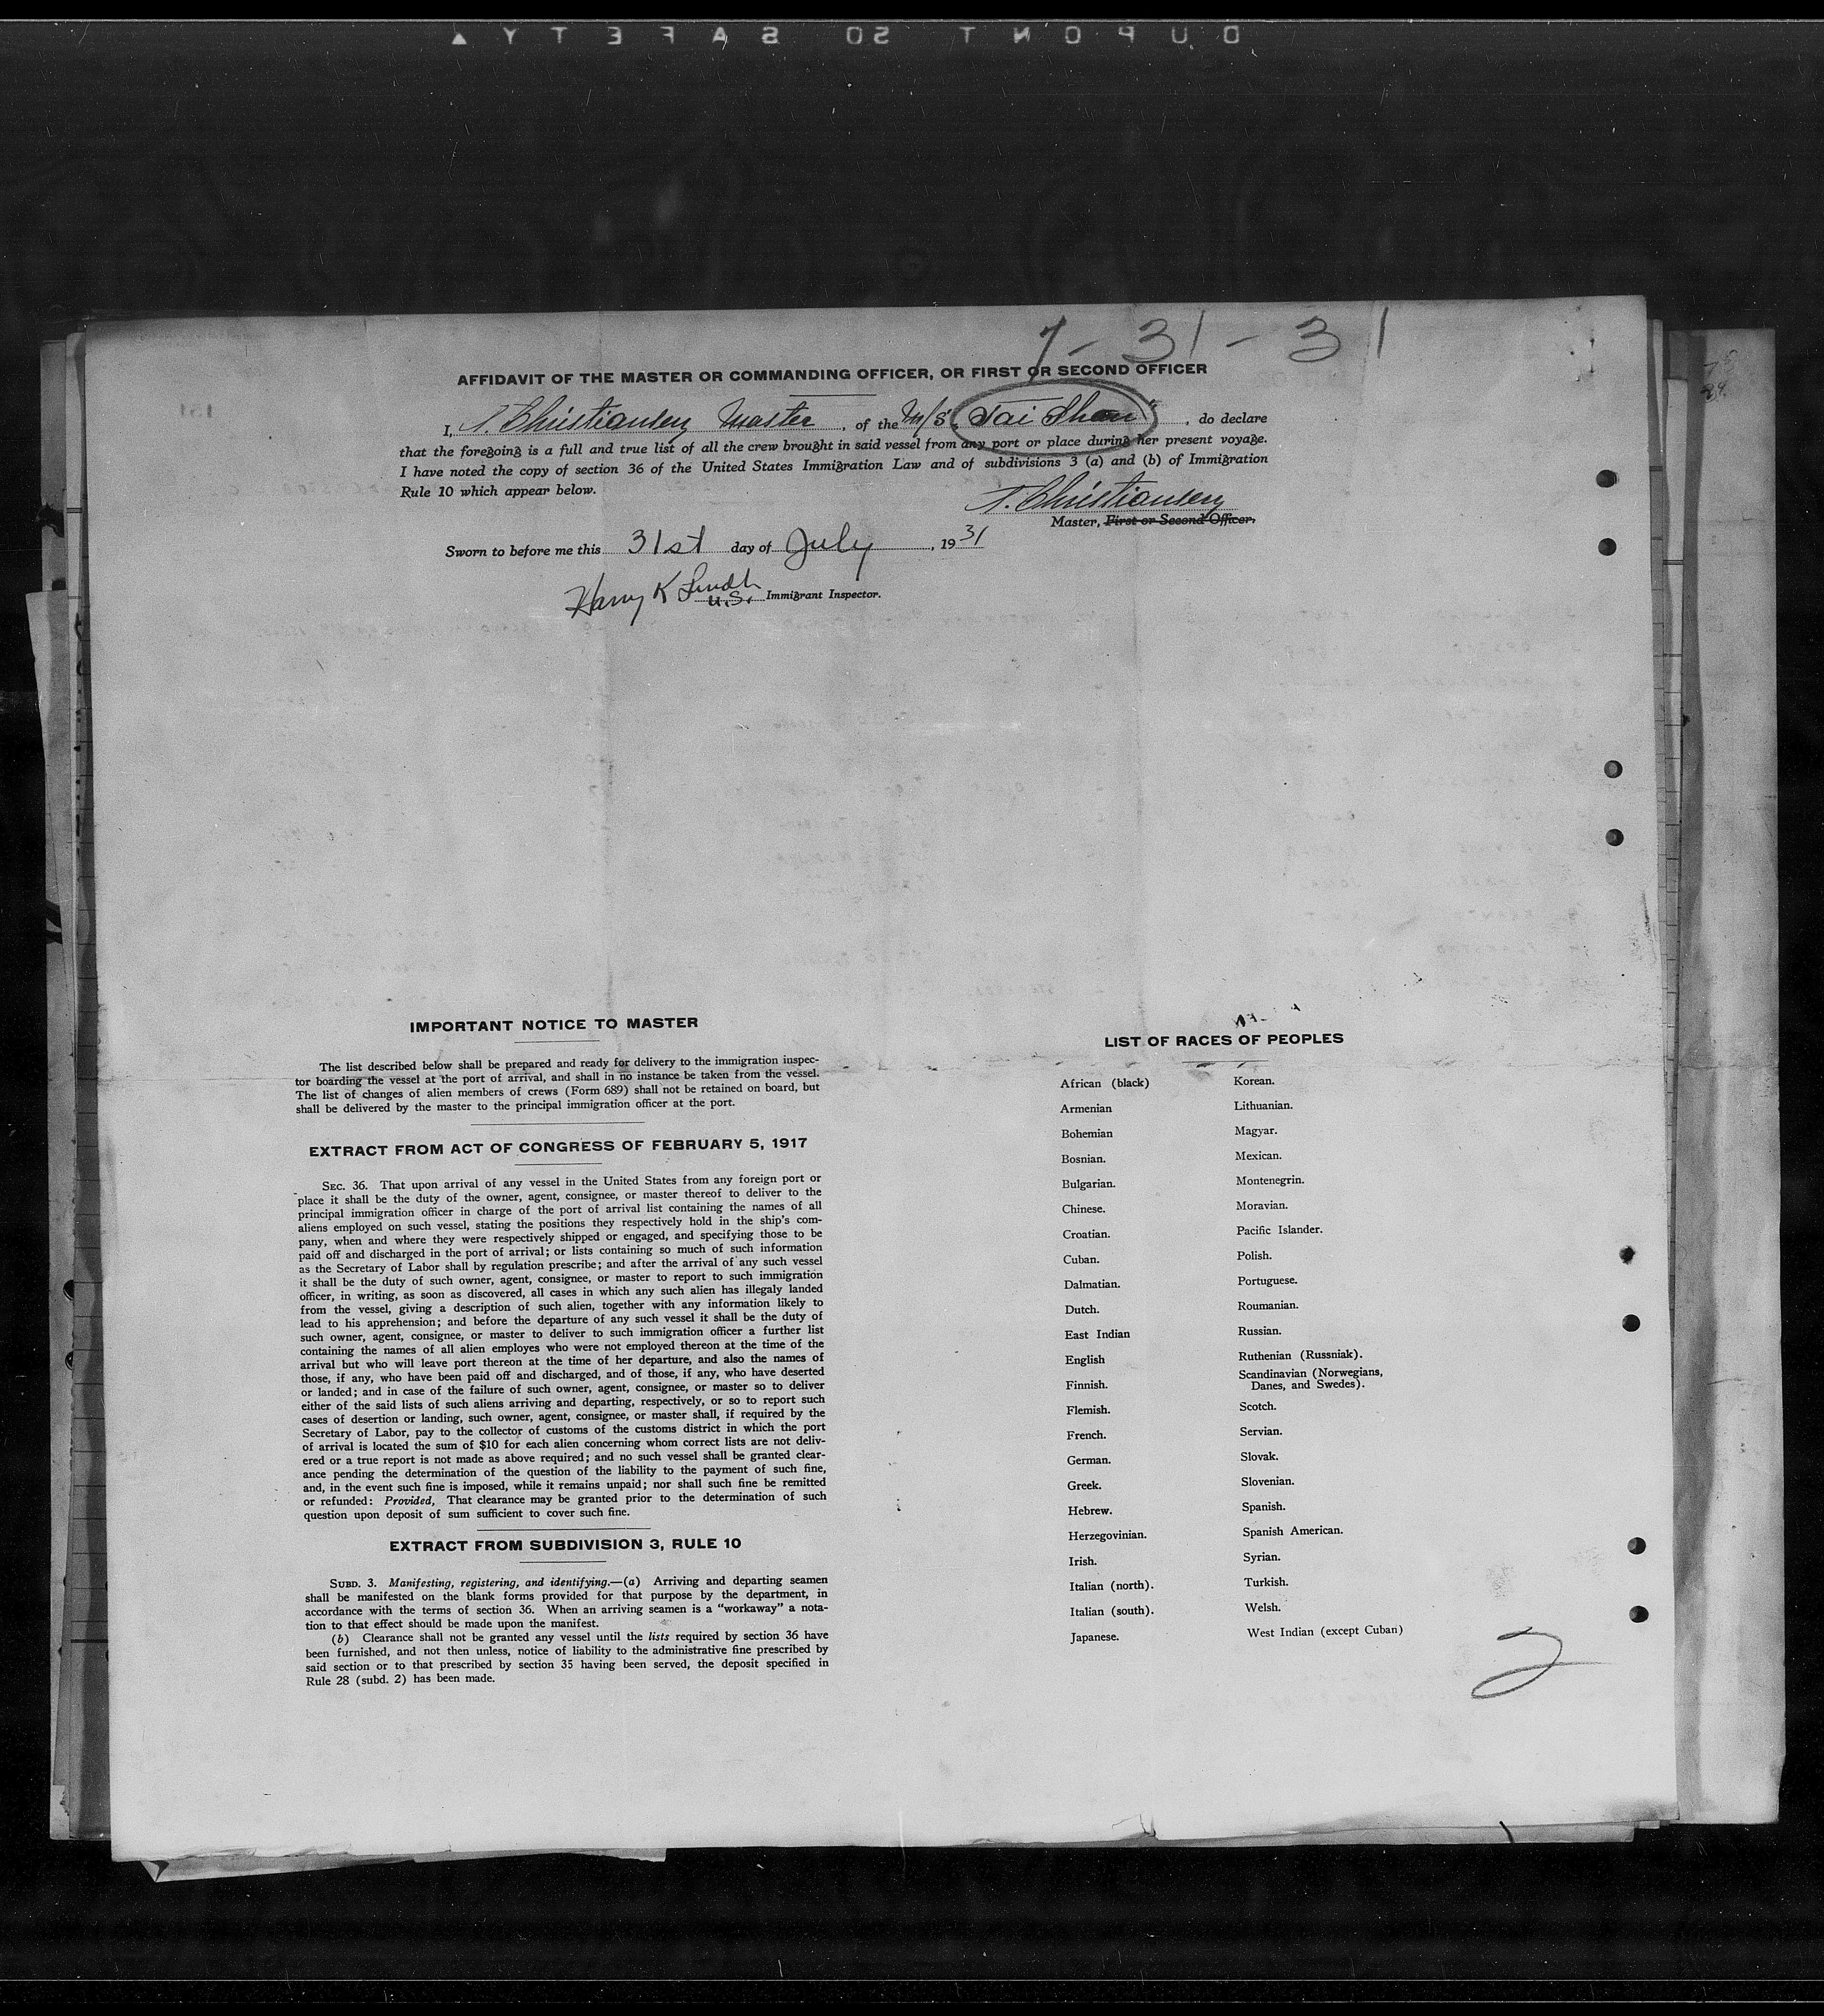 DUPONT SO SAFETY ▲
7-31-31
AFFIDAVIT OF THE MASTER OR COMMANDING OFFICER, OR FIRST OR SECOND OFFICER
I, Christiansen Master, of the M/S "Tai Shan", do declare
that the foregoing is a full and true list of all the crew brought in said vessel from any port or place during her present voyage.
I have noted the copy of section 36 of the United States Immigration Law and of subdivisions 3 (a) and (b) of Immigration
Rule 10 which appear below.
Christiansen
Master, First or Second Officer.
Sworn to before me this 31st day of July, 1931
Harry K
U.S. Immigrant Inspector.
IMPORTANT NOTICE TO MASTER
The list described below shall be prepared and ready for delivery to the immigration inspec-
tor boarding the vessel at the port of arrival, and shall in no instance be taken from the vessel.
The list of changes of alien members of crews (Form 689) shall not be retained on board, but
shall be delivered by the master to the principal immigration officer at the port.
EXTRACT FROM ACT OF CONGRESS OF FEBRUARY 5, 1917
SEC. 36. That upon arrival of any vessel in the United States from any foreign port or
place it shall be the duty of the owner, agent, consignee, or master thereof to deliver to the
principal immigration officer in charge of the port of arrival list containing the names of all
aliens employed on such vessel, stating the positions they respectively hold in the ship's com-
pany, when and where they were respectively shipped or engaged, and specifying those to be
paid off and discharged in the port of arrival; or lists containing so much of such information
as the Secretary of Labor shall by regulation prescribe; and after the arrival of any such vessel
it shall be the duty of such owner, agent, consignee, or master to report to such immigration
officer, in writing, as soon as discovered, all cases in which any such alien has illegaly landed
from the vessel, giving a description of such alien, together with any information likely to
lead to his apprehension; and before the departure of any such vessel it shall be the duty of
such owner, agent, consignee, or master to deliver to such immigration officer a further list
containing the names of all alien employes who were not employed thereon at the time of the
arrival but who will leave port thereon at the time of her departure, and also the names of
those, if any, who have been paid off and discharged, and of those, if any, who have deserted
or landed; and in case of the failure of such owner, agent, consignee, or master so to deliver
either of the said lists of such aliens arriving and departing, respectively, or so to report such
cases of desertion or landing, such owner, agent, consignee, or master shall, if required by the
Secretary of Labor, pay to the collector of customs of the customs district in which the port
of arrival is located the sum of $10 for each alien concerning whom correct lists are not deliv-
ered or a true report is not made as above required; and no such vessel shall be granted clear-
ance pending the determination of the question of the liability to the payment of such fine,
and, in the event such fine is imposed, while it remains unpaid; nor shall such fine be remitted
or refunded: Provided, That clearance may be granted prior to the determination of such
question upon deposit of sum sufficient to cover such fine.
EXTRACT FROM SUBDIVISION 3, RULE 10
SUBD. 3. Manifesting, registering, and identifying.—(a) Arriving and departing seamen
shall be manifested on the blank forms provided for that purpose by the department, in
accordance with the terms of section 36. When an arriving seamen is a "workaway" a nota-
tion to that effect should be made upon the manifest.
(b) Clearance shall not be granted any vessel until the lists required by section 36 have
been furnished, and not then unless, notice of liability to the administrative fine prescribed by
said section or to that prescribed by section 35 having been served, the deposit specified in
Rule 28 (subd. 2) has been made.
LIST OF RACES OF PEOPLES
African (black)
Armenian
Bohemian
Bosnian.
Bulgarian.
Chinese.
Croatian.
Cuban.
Dalmatian.
Dutch.
East Indian
English
Finnish.
Flemish.
French.
German.
Greek.
Hebrew.
Herzegovinian.
Irish.
Italian (north).
Italian (south).
Japanese.
Korean.
Lithuanian.
Magyar.
Mexican.
Montenegrin.
Moravian.
Pacific Islander.
Polish.
Portuguese.
Roumanian.
Russian.
Ruthenian (Russniak).
Scandinavian (Norwegians,
Danes, and Swedes).
Scotch.
Servian.
Slovak.
Slovenian.
Spanish.
Spanish American.
Syrian.
Turkish.
Welsh.
West Indian (except Cuban)
2